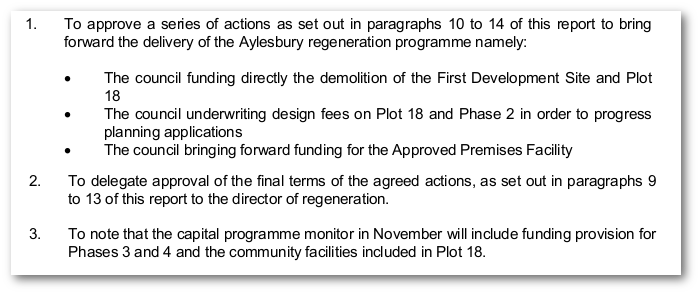 1. To approve a series of actions as set out in paragraphs 10 to 14 of this report to bring
forward the delivery of the Aylesbury regeneration programme namely:
• The council funding directly the demolition of the First Development Site and Plot
18
• The council underwriting design fees on Plot 18 and Phase 2 in order to progress
planning applications
• The council bringing forward funding for the Approved Premises Facility
2. To delegate approval of the final terms of the agreed actions, as set out in paragraphs 9
to 13 of this report to the director of regeneration.
3. To note that the capital programme monitor in November will include funding provision for
Phases 3 and 4 and the community facilities included in Plot 18.